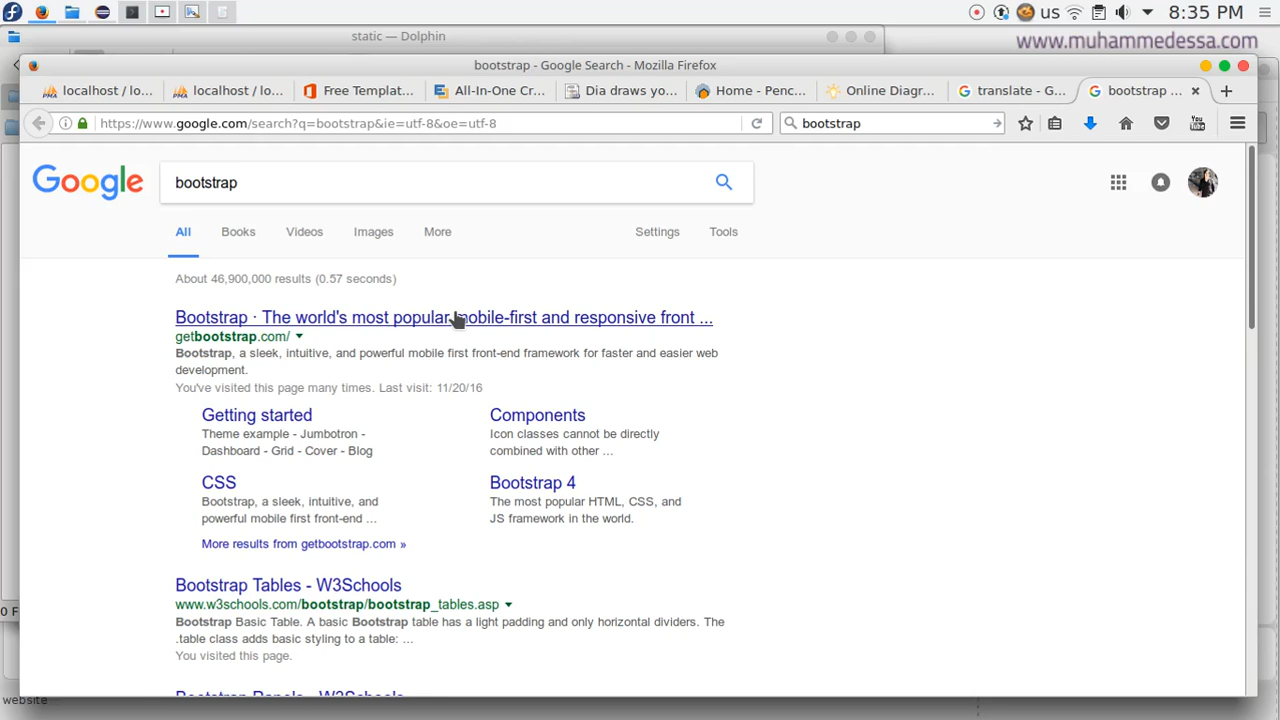 us
8:35 PM
static — Dolphin
www.muhammedessa.com
bootstrap - Google Search - Mozilla Firefox
localhost / lo...
localhost / lo...
Free Templat...
All-In-One Cr...
Dia draws yo...
Home - Penc...
Online Diagr...
translate - G...
bootstrap ...
https://www.google.com/search?q=bootstrap&ie=utf-8&oe=utf-8
bootstrap
You Tube
Google
bootstrap
All
Books
Videos
Images
More
Settings
Tools
About 46,900,000 results (0.57 seconds)
Bootstrap · The world's most popular mobile-first and responsive front ...
getbootstrap.com/
Bootstrap, a sleek, intuitive, and powerful mobile first front-end framework for faster and easier web
development.
You've visited this page many times. Last visit: 11/20/16
Getting started
Theme example - Jumbotron -
Dashboard - Grid - Cover - Blog
Components
Icon classes cannot be directly
combined with other ...
CSS
Bootstrap, a sleek, intuitive, and
powerful mobile first front-end ...
Bootstrap 4
The most popular HTML, CSS, and
JS framework in the world.
More results from getbootstrap.com »
Bootstrap Tables - W3Schools
www.w3schools.com/bootstrap/bootstrap_tables.asp
Bootstrap Basic Table. A basic Bootstrap table has a light padding and only horizontal dividers. The
.table class adds basic styling to a table: ...
You visited this page.
Bootstrap Panels - W3Schools
0 F
website